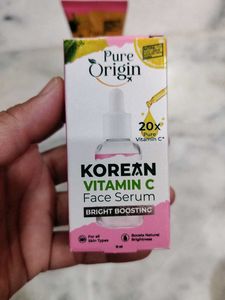 Pure
Origin
20x
Pure
Vitamin C*
KOREAN
VITAMIN C
Face Serum
BRIGHT BOOSTING
For all
Skin Types
Boosts Natural
Brightness